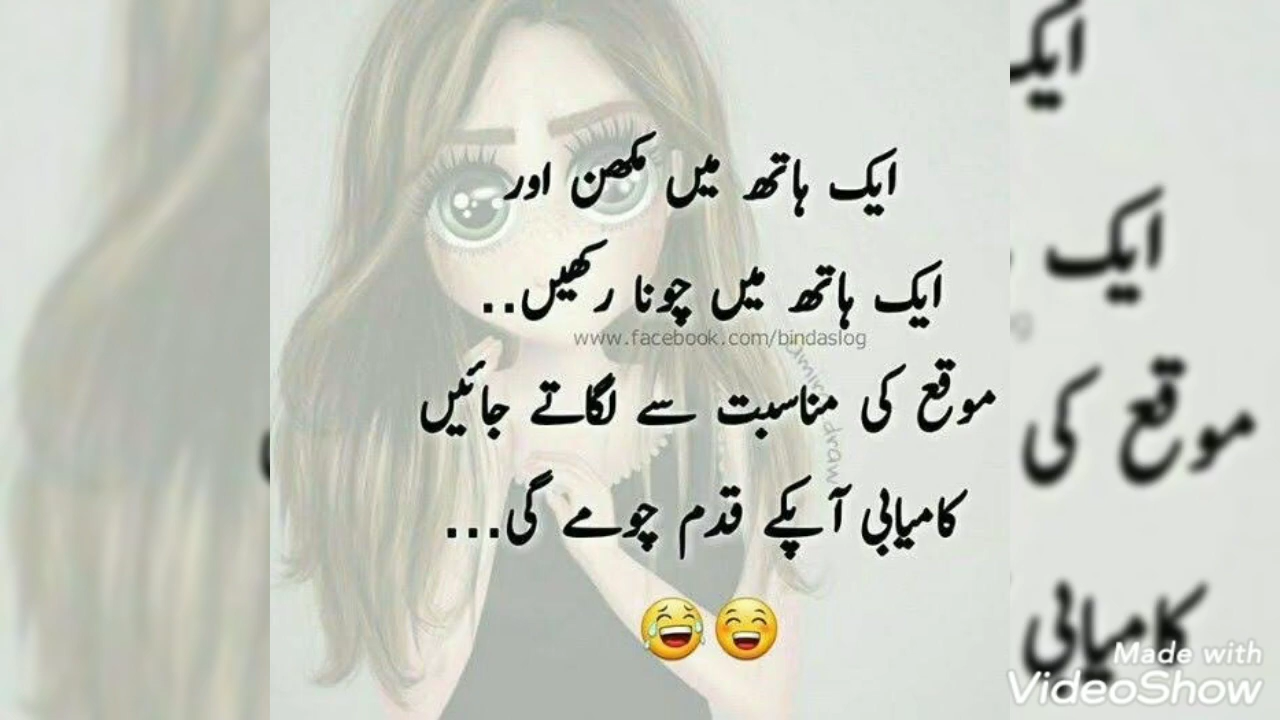 ایک ہاتھ میں مکھن اور
ایک ہاتھ میں چونا رکھیں..
www.facebook.com/bindaslog
موقع کی مناسبت سے لگاتے جائیں
کامیابی آپکے قدم چومے گی...
😂😄
ایک
ایک
موقع کی
کامیابی
Made with
VideoShow